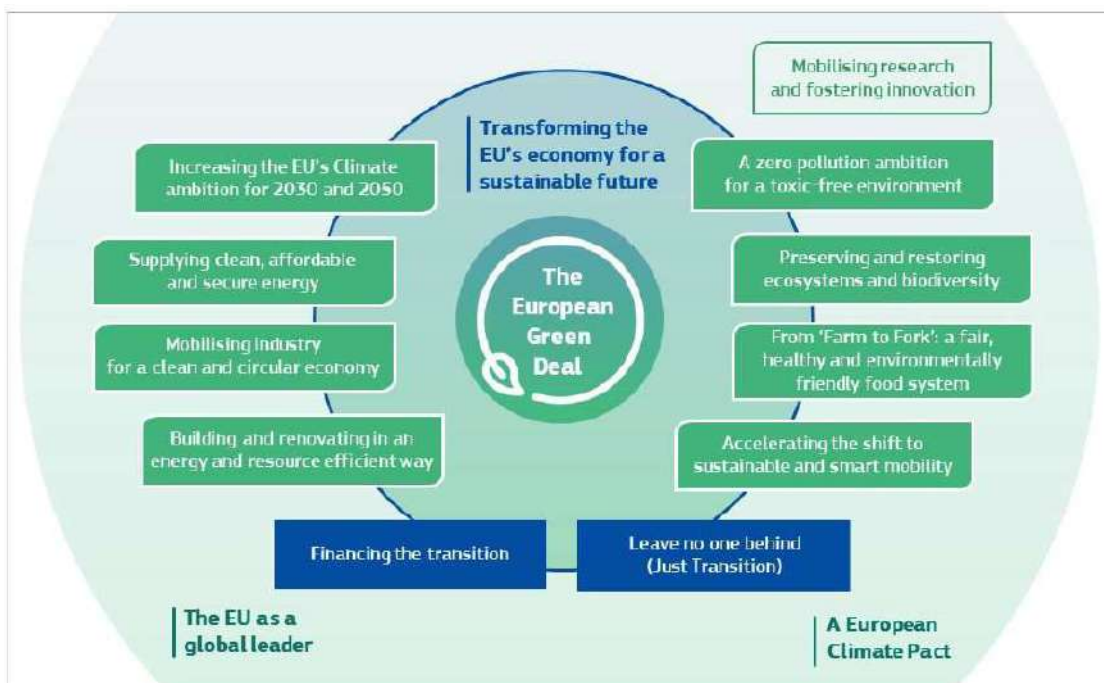 Mobilising research
and fostering innovation
Transforming the
EU's economy for a
sustainable future
Increasing the EU's Climate
ambition for 2030 and 2050
A zero pollution ambition
for a toxic-free environment
Supplying clean, affordable
and secure energy
The
European
Green
Deal
Preserving and restoring
ecosystems and biodiversity
Mobilising industry
for a clean and circular economy
From 'Farm to Fork': a fair,
healthy and environmentally
friendly food system
Building and renovating in an
energy and resource efficient way
Accelerating the shift to
sustainable and smart mobility
Financing the transition
Leave no one behind
(Just Transition)
The EU as a
global leader
A European
Climate Pact